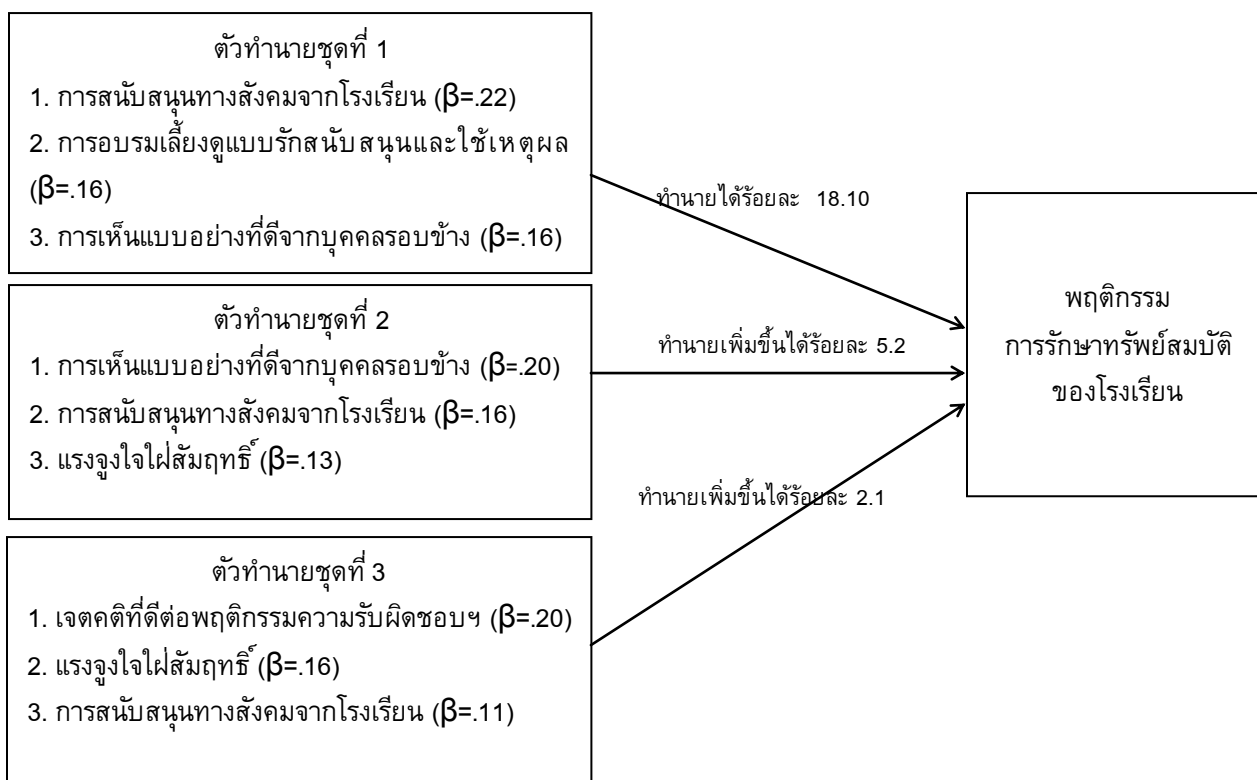 ตัวทำนายชุดที่ 1
1. การสนับสนุนทางสังคมจากโรงเรียน (β=.22)
2. การอบรมเลี้ยงดูแบบรักสนับสนุนและใช้เหตุผล
(β=.16)
3. การเห็นแบบอย่างที่ดีจากบุคคลรอบข้าง (β=.16)
ทำนายได้ร้อยละ 18.10
ตัวทำนายชุดที่ 2
1. การเห็นแบบอย่างที่ดีจากบุคคลรอบข้าง (β=.20)
2. การสนับสนุนทางสังคมจากโรงเรียน (β=.16)
3. แรงจูงใจใฝ่สัมฤทธิ์ (β=.13)
ทำนายเพิ่มขึ้นได้ร้อยละ 5.2
ตัวทำนายชุดที่ 3
1. เจตคติที่ดีต่อพฤติกรรมความรับผิดชอบฯ (β=.20)
2. แรงจูงใจใฝ่สัมฤทธิ์ (β=.16)
3. การสนับสนุนทางสังคมจากโรงเรียน (β=.11)
ทำนายเพิ่มขึ้นได้ร้อยละ 2.1
พฤติกรรม
การรักษาทรัพย์สมบัติ
ของโรงเรียน